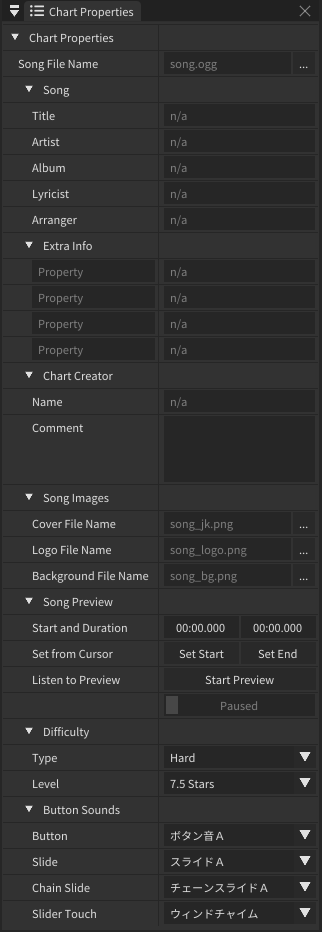 Chart Properties
Chart Properties
Song File Name song.ogg ...
Song
Title n/a
Artist n/a
Album n/a
Lyricist n/a
Arranger n/a
Extra Info
Property n/a
Property n/a
Property n/a
Property n/a
Chart Creator
Name n/a
Comment
Song Images
Cover File Name song_jk.png ...
Logo File Name song_logo.png ...
Background File Name song_bg.png ...
Song Preview
Start and Duration 00:00.000 00:00.000
Set from Cursor Set Start Set End
Listen to Preview Start Preview
Paused
Difficulty
Type Hard
Level 7.5 Stars
Button Sounds
Button ボタン音A
Slide スライドA
Chain Slide チェーンスライドA
Slider Touch ウィンドチャイム